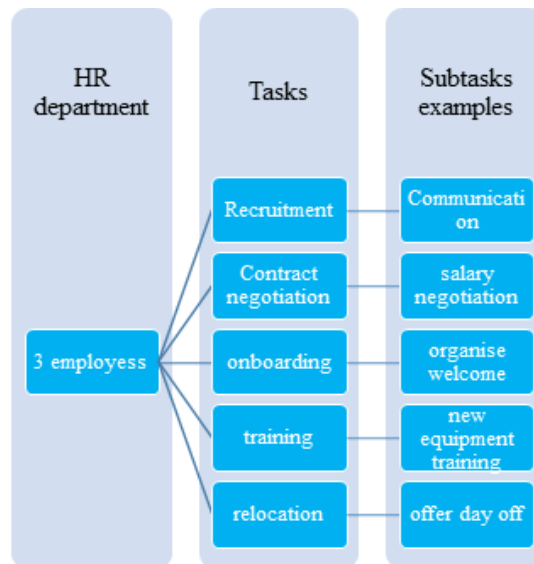 HR
department
Tasks
Subtasks
examples
3 employess
Recruitment
Communicati
on
Contract
negotiation
salary
negotiation
onboarding
organise
welcome
training
new
equipment
training
relocation
offer day off